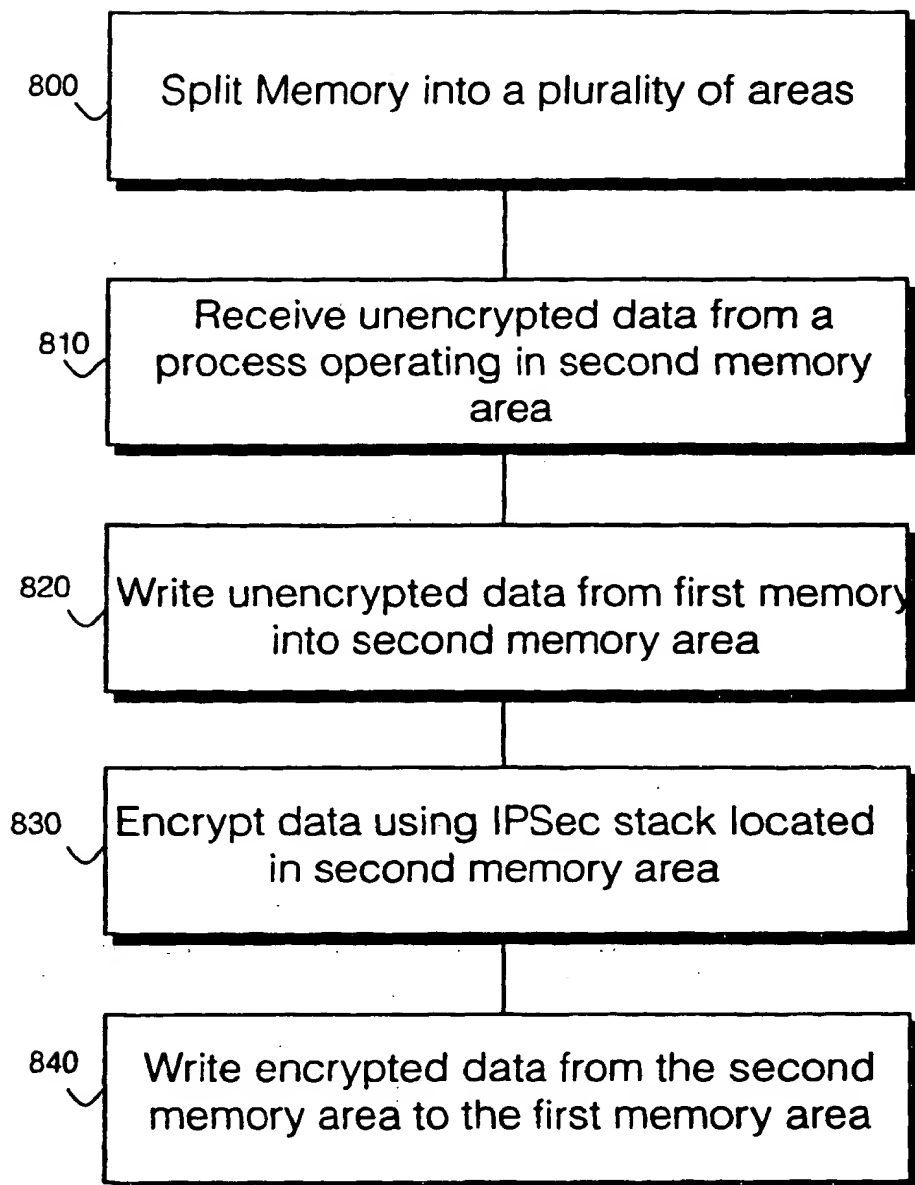 800
Split Memory into a plurality of areas
810
Receive unencrypted data from a
process operating in second memory
area
820
Write unencrypted data from first memory
into second memory area
830
Encrypt data using IPSec stack located
in second memory area
840
Write encrypted data from the second
memory area to the first memory area